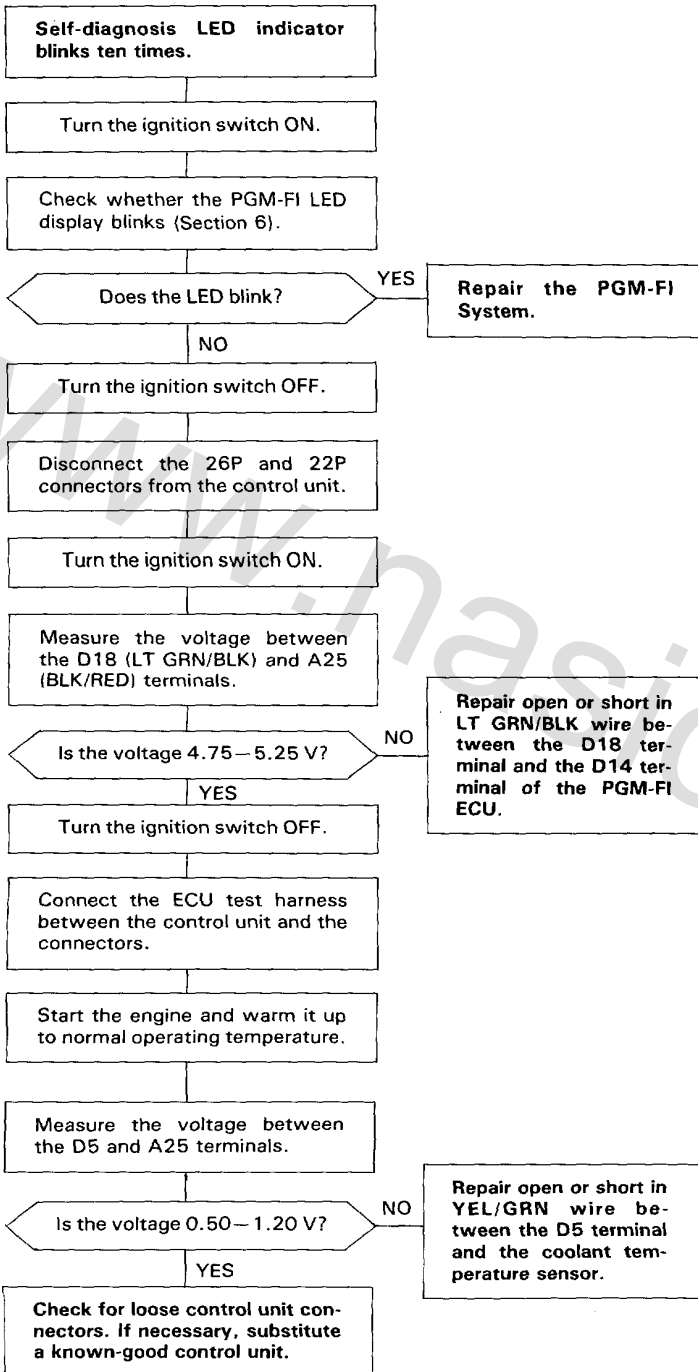 Self-diagnosis LED indicator
blinks ten times.
Turn the ignition switch ON.
Check whether the PGM-FI LED
display blinks (Section 6).
Does the LED blink?
YES
Repair the PGM-FI
System.
NO
Turn the ignition switch OFF.
Disconnect the 26P and 22P
connectors from the control unit.
Turn the ignition switch ON.
Measure the voltage between
the D18 (LT GRN/BLK) and A25
(BLK/RED) terminals.
Is the voltage 4.75—5.25 V?
NO
Repair open or short in
LT GRN/BLK wire be-
tween the D18 ter-
minal and the D14 ter-
minal of the PGM-FI
ECU.
YES
Turn the ignition switch OFF.
Connect the ECU test harness
between the control unit and the
connectors.
Start the engine and warm it up
to normal operating temperature.
Measure the voltage between
the D5 and A25 terminals.
Is the voltage 0.50—1.20 V?
NO
Repair open or short in
YEL/GRN wire be-
tween the D5 terminal
and the coolant tem-
perature sensor.
YES
Check for loose control unit con-
nectors. If necessary, substitute
a known-good control unit.